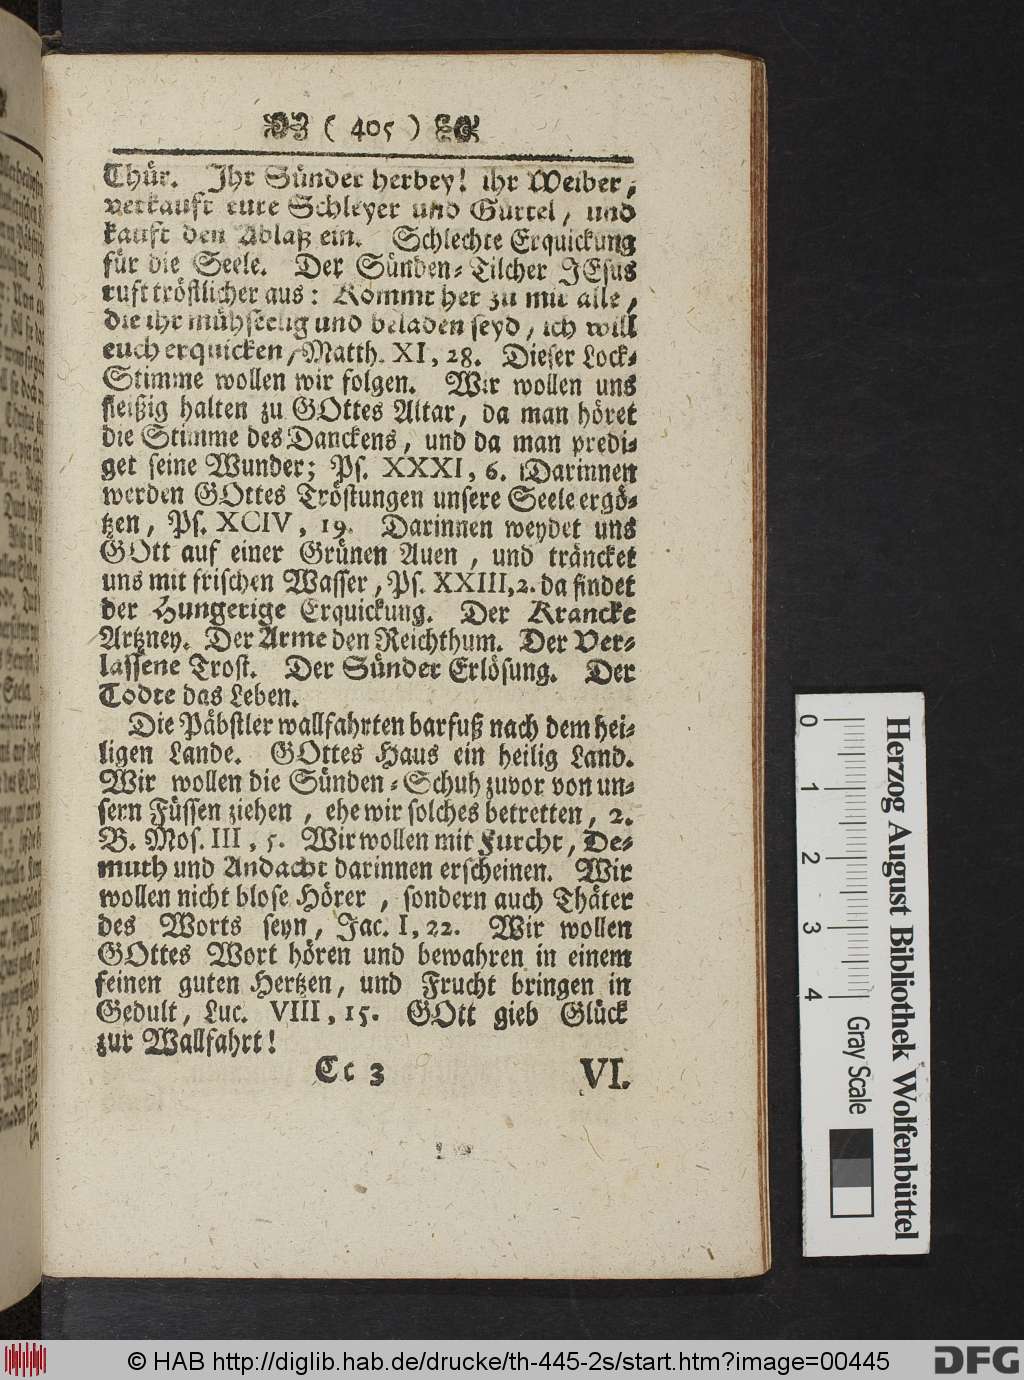 ( 405 )
Thür. Ihr Sünder herbey! ihr Weiber,
verkauft eure Schleyer und Gürtel, und
kauft den Ablaß ein. Schlechte Erquickung
für die Seele. Der Sünden-Tilcher JEsus
ruft tröstlicher aus: Kommt her zu mir alle,
die ihr mühseelig und beladen seyd, ich will
euch erquicken, Matth. XI, 28. Dieser Lock-
Stimme wollen wir folgen. Wir wollen uns
fleißig halten zu GOttes Altar, da man höret
die Stimme des Danckens, und da man predi-
get seine Wunder; Ps. XXXI, 6. Darinnen
werden GOttes Tröstungen unsere Seele ergö-
tzen, Ps. XCIV, 19. Darinnen weydet uns
GOtt auf einer Grünen Auen, und träncket
uns mit frischen Wasser, Ps. XXIII, 2. da findet
der Hungerige Erquickung. Der Krancke
Artzney. Der Arme den Reichthum. Der Ver-
lassene Trost. Der Sünder Erlösung. Der
Todte das Leben.
Die Päbstler wallfahrten barfuß nach dem hei-
ligen Lande. GOttes Haus ein heilig Land.
Wir wollen die Sünden-Schuh zuvor von un-
sern Füssen ziehen, ehe wir solches betretten, 2.
B. Mos. III, 5. Wir wollen mit Furcht, De-
muth und Andacht darinnen erscheinen. Wir
wollen nicht blose Hörer, sondern auch Thäter
des Worts seyn, Jac. I, 22. Wir wollen
GOttes Wort hören und bewahren in einem
feinen guten Hertzen, und Frucht bringen in
Gedult, Luc. VIII, 15. GOtt gieb Glück
zur Wallfahrt!
Cc 3 VI.
0 1 2 3 4
Gray Scale
Herzog August Bibliothek Wolfenbüttel
© HAB http://diglib.hab.de/drucke/th-445-2s/start.htm?image=00445
DFG